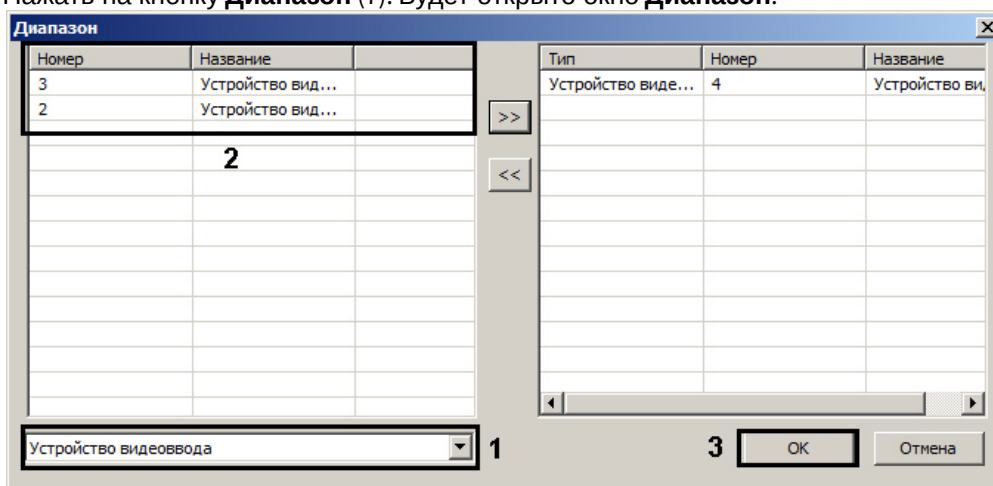 Нажать на кнопку Диапазон (7). Будет открыто окно Диапазон.
Диапазон
Номер Название Тип Номер Название
3 Устройство вид... Устройство виде... 4 Устройство ви
2 Устройство вид...
>>
2
<<
Устройство видеоввода 1 3 OK Отмена